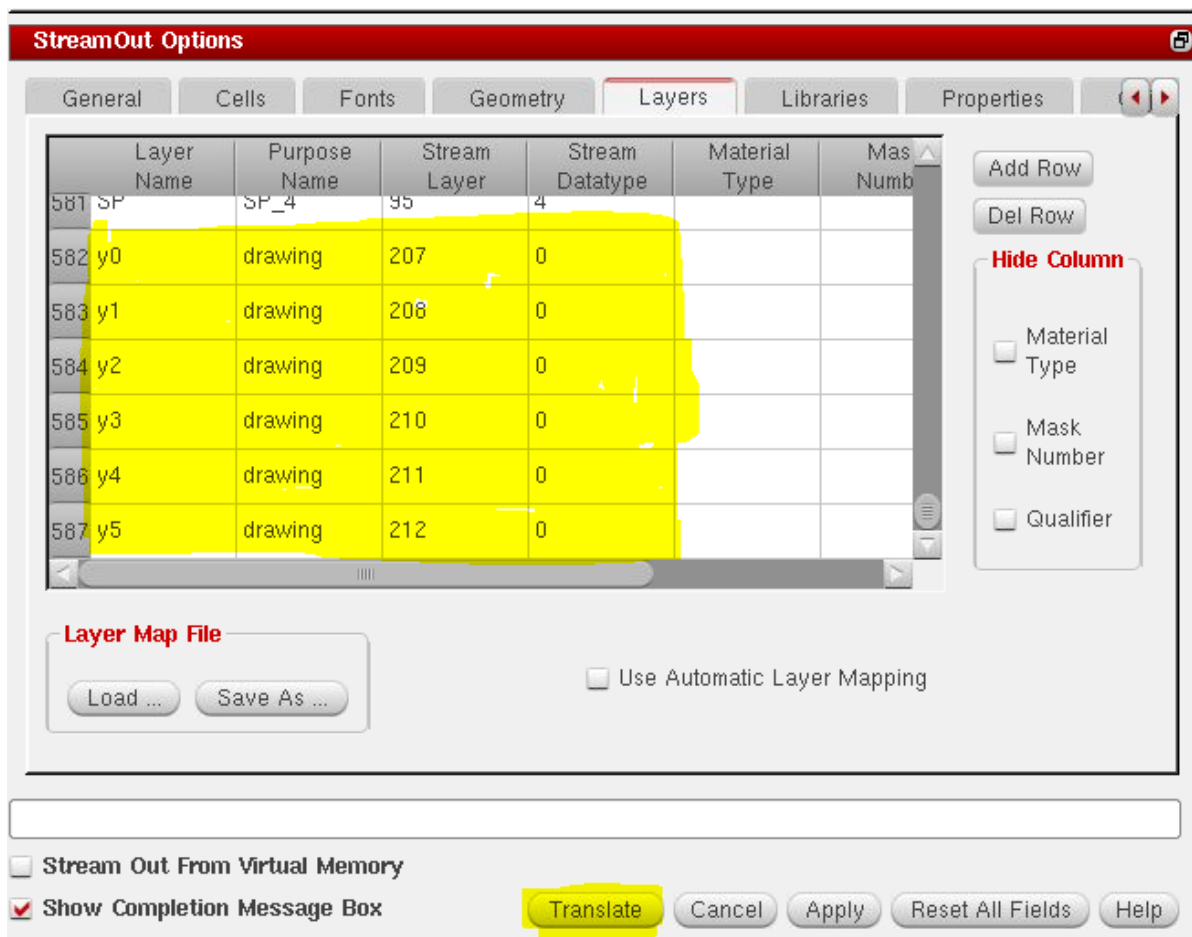 StreamOut Options
General Cells Fonts Geometry Layers Libraries Properties
Layer Name Purpose Name Stream Layer Stream Datatype Material Type Mas Numb
581 SP SP_4 95 4
582 y0 drawing 207 0
583 y1 drawing 208 0
584 y2 drawing 209 0
585 y3 drawing 210 0
586 y4 drawing 211 0
587 y5 drawing 212 0
Add Row
Del Row
Hide Column
Material Type
Mask Number
Qualifier
Layer Map File
Load ... Save As ...
Use Automatic Layer Mapping
Stream Out From Virtual Memory
Show Completion Message Box
Translate Cancel Apply Reset All Fields Help